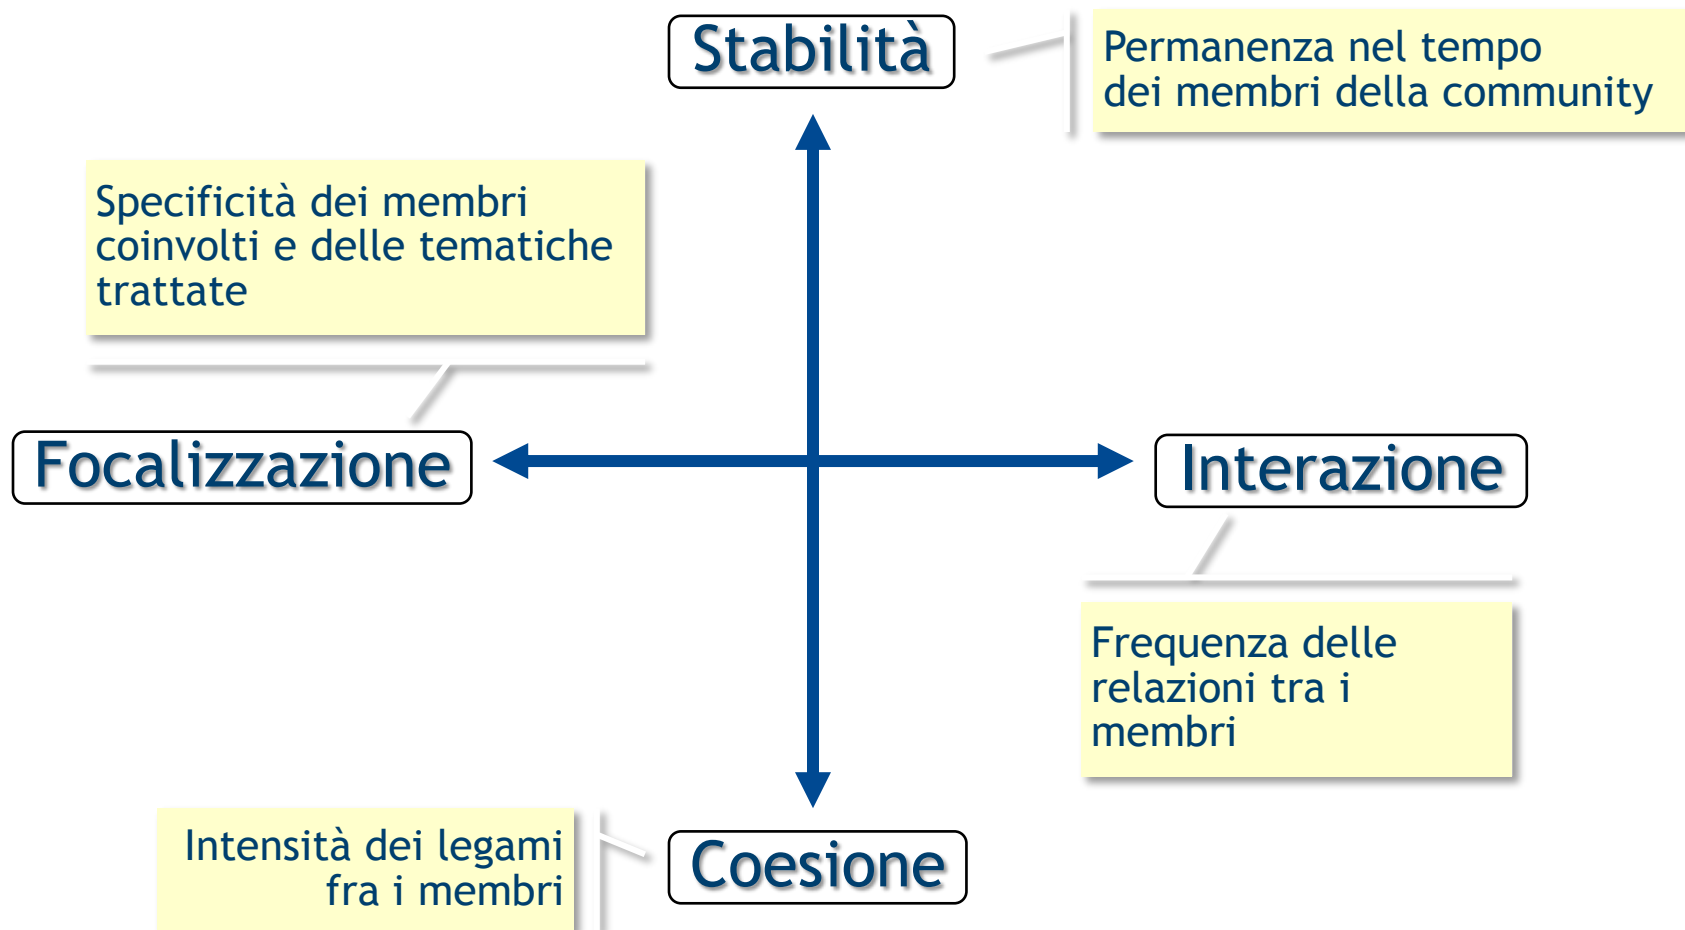 Stabilità
Permanenza nel tempo
dei membri della community
Specificità dei membri
coinvolti e delle tematiche
trattate
Focalizzazione
Interazione
Frequenza delle
relazioni tra i
membri
Intensità dei legami
fra i membri
Coesione